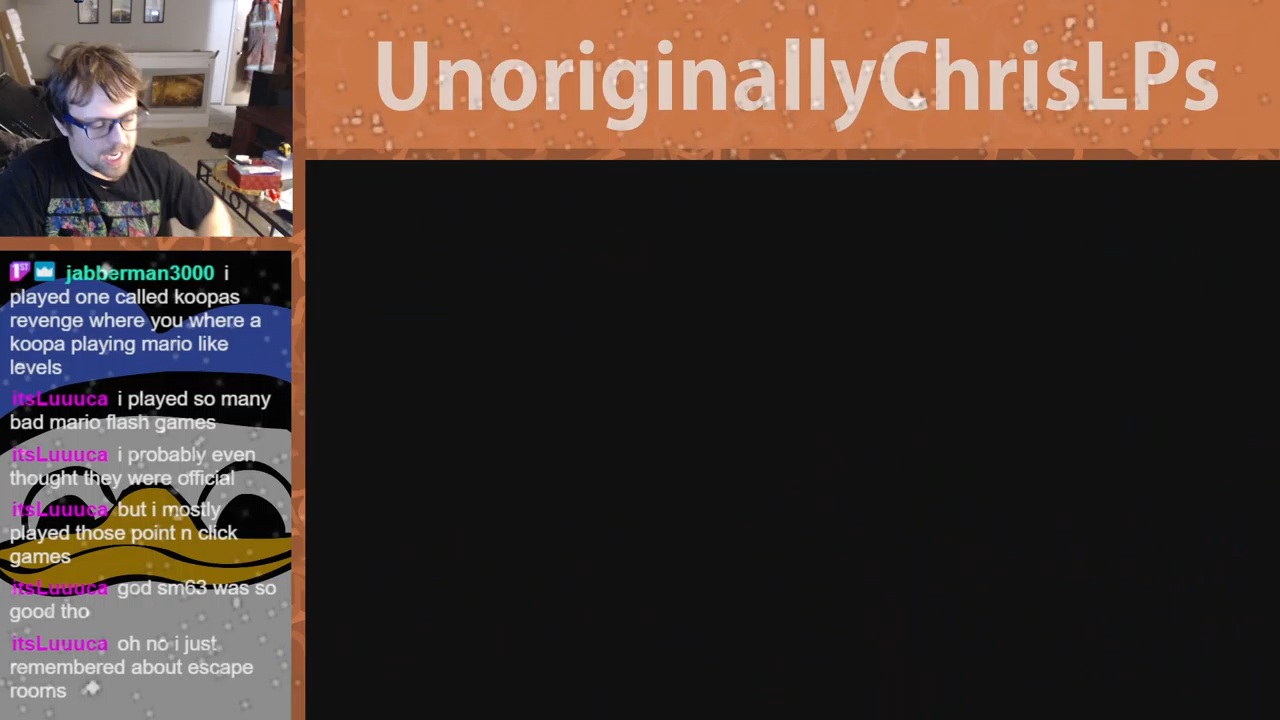 UnoriginallyChrisLPs
jabberman3000 i
played one called koopas
revenge where you where a
koopa playing mario like
levels
itsLuuuca i played so many
bad mario flash games
itsLuuuca i probably even
thought they were official
itsLuuuca but i mostly
played those point n click
games
itsLuuuca god sm63 was so
good tho
itsLuuuca oh no i just
remembered about escape
rooms